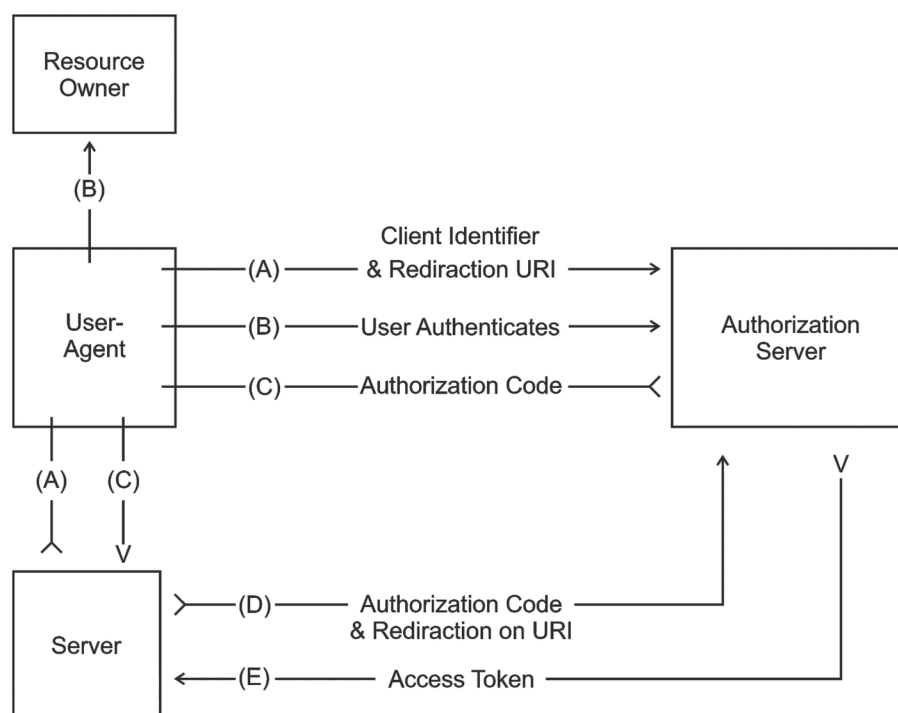 Resource
Owner
(B)
Client Identifier
(A) & Rediraction URI
User-
Agent
(B) User Authenticates
Authorization
Server
(C) Authorization Code
(A) (C)
V
V
Server
(D) Authorization Code
& Rediraction on URI
(E) Access Token